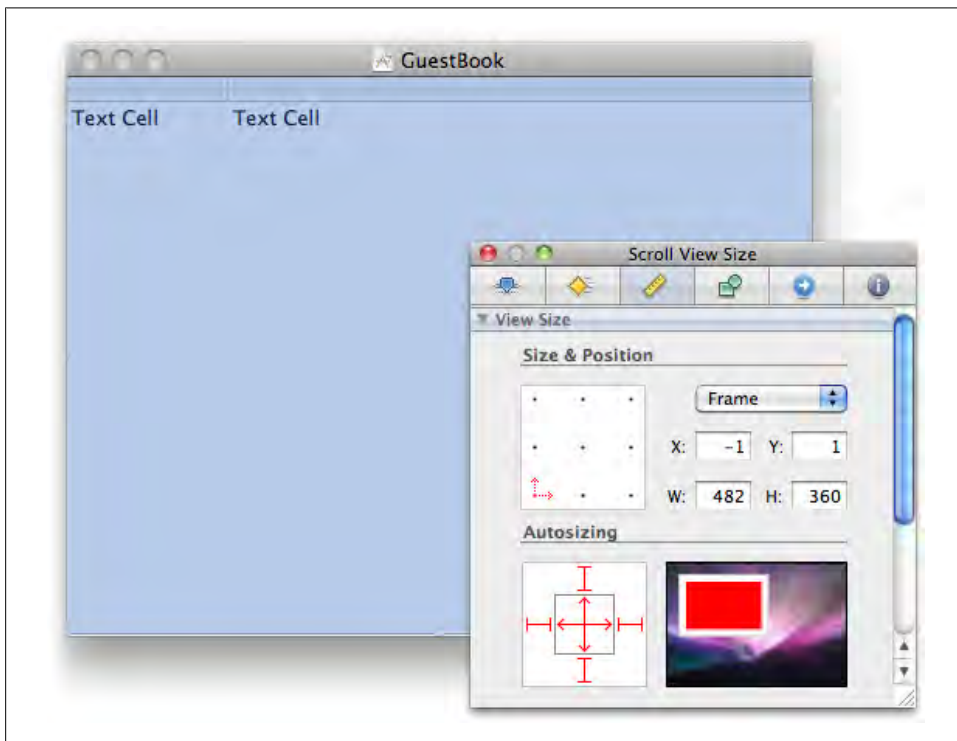 GuestBook
Text Cell Text Cell
Scroll View Size
View Size
Size & Position
Frame
X: -1 Y: 1
W: 482 H: 360
Autosizing